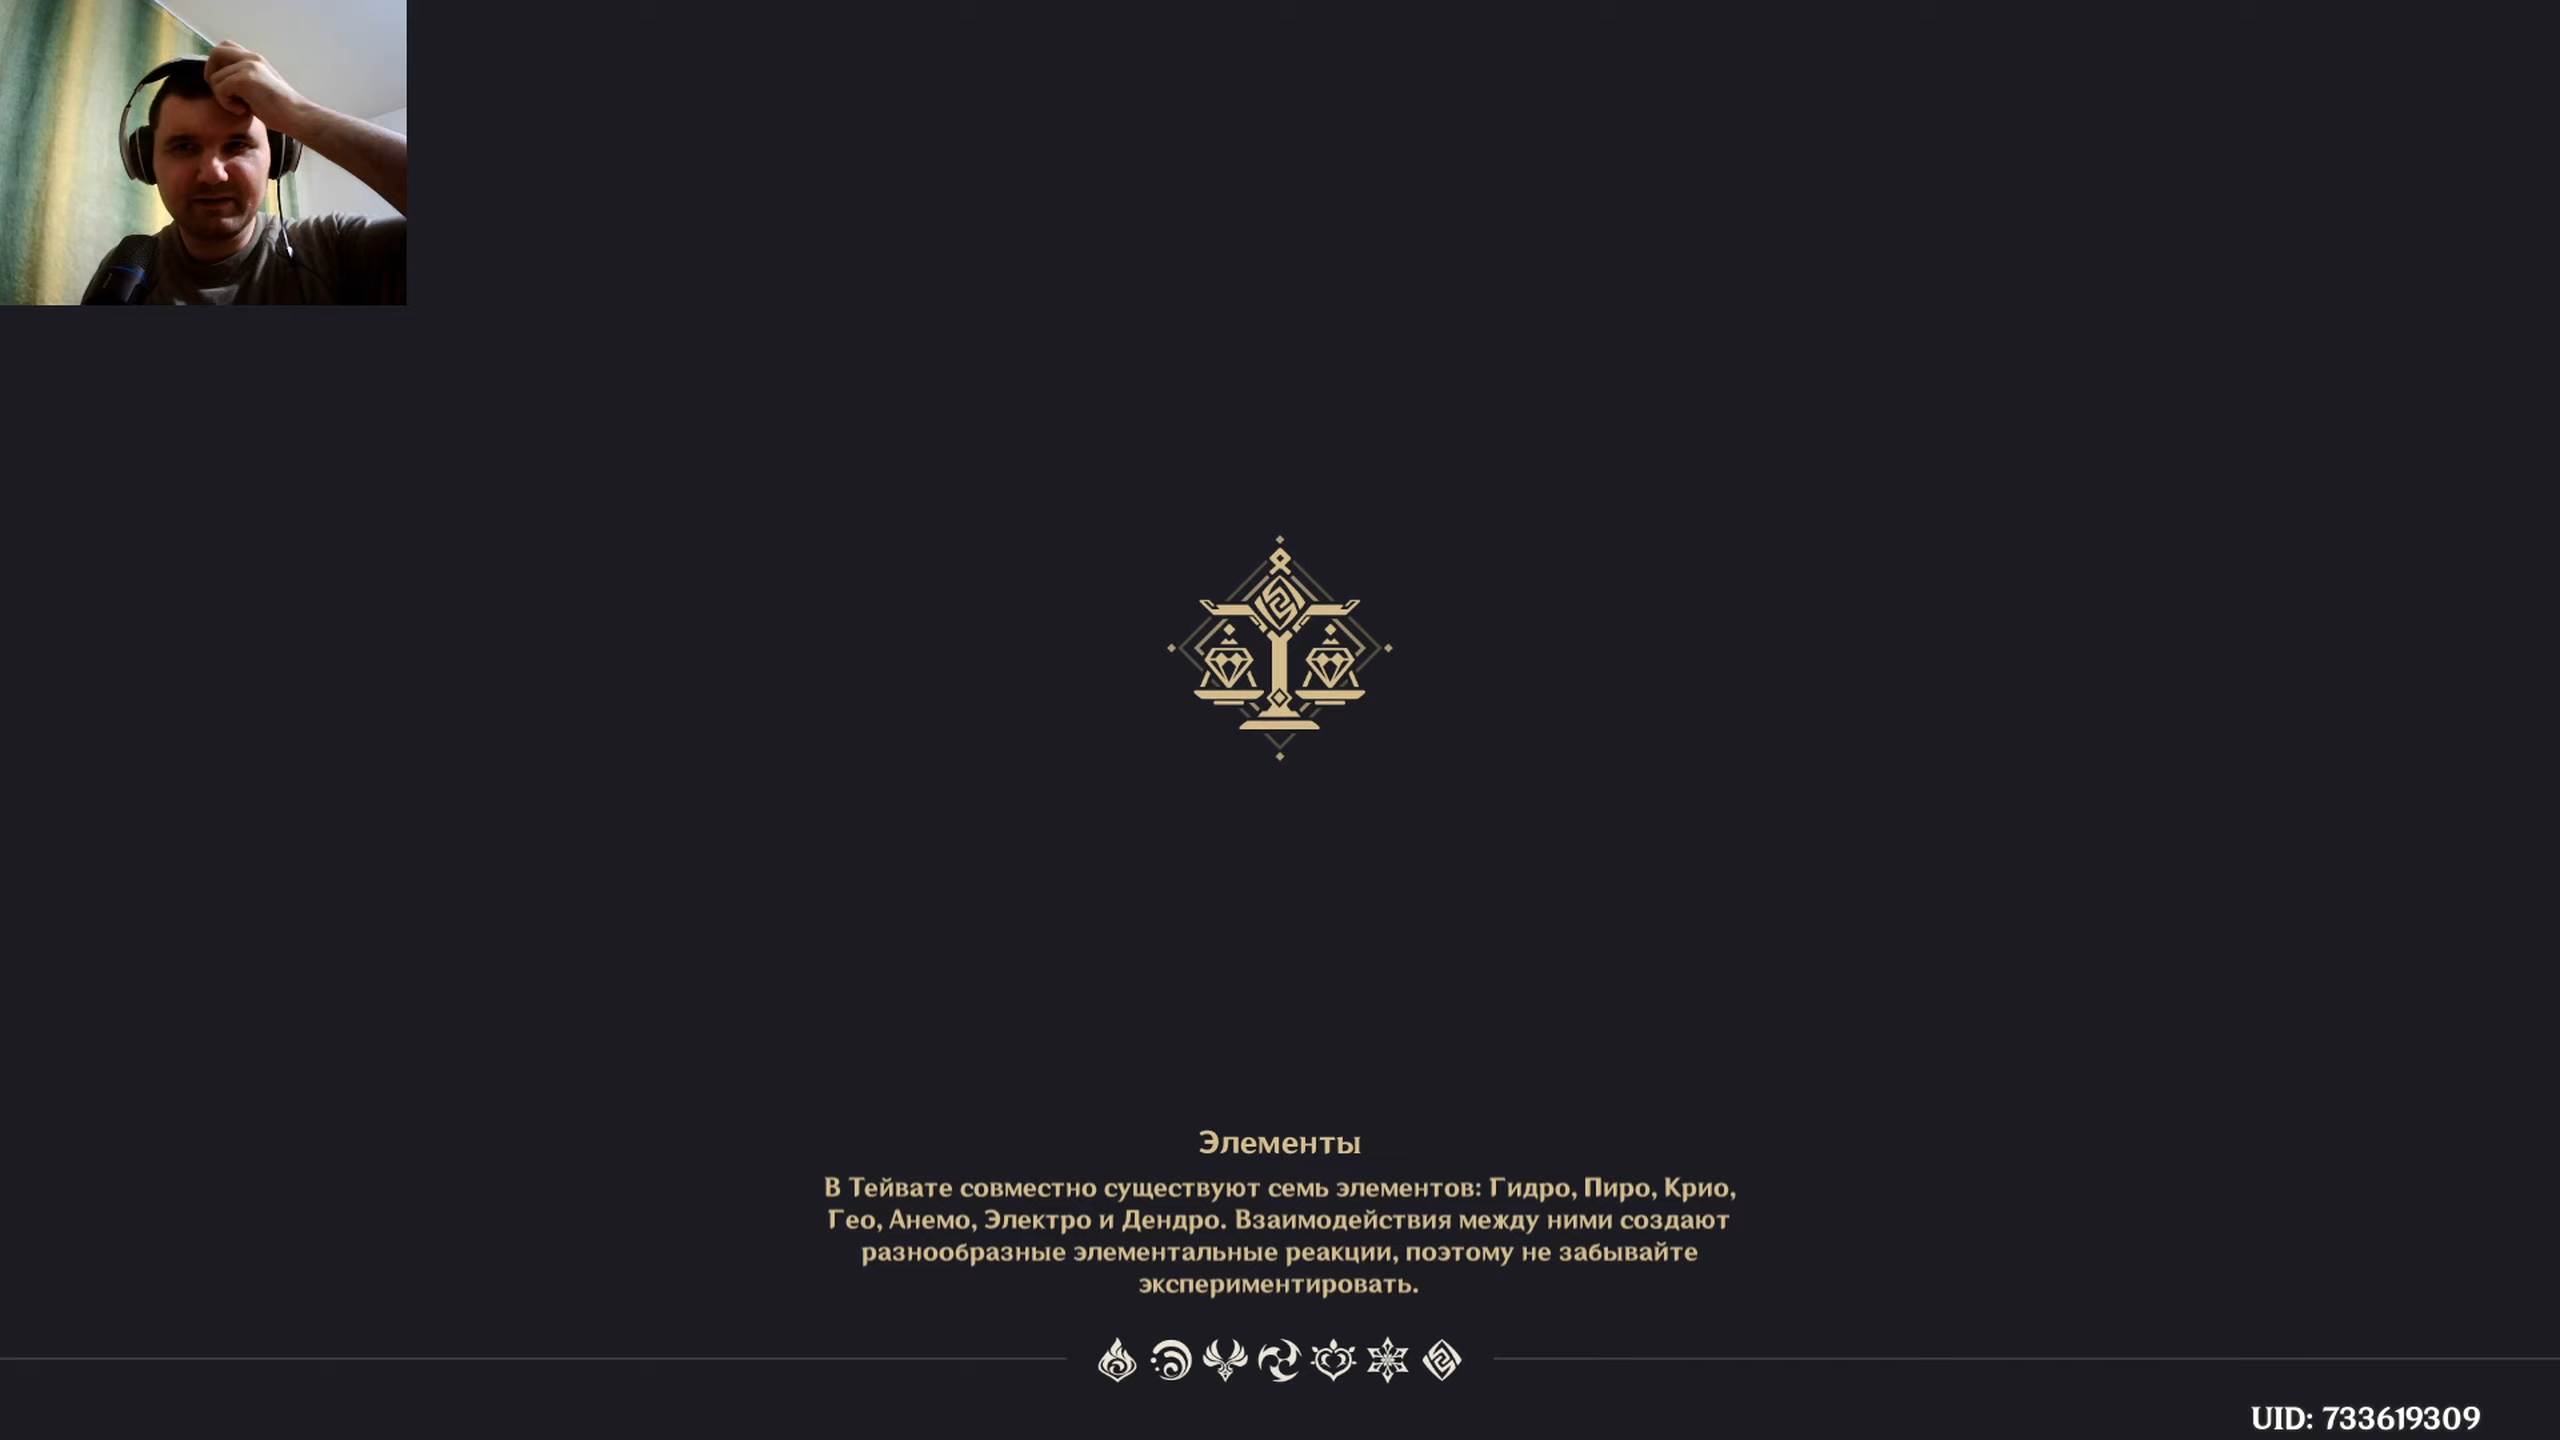 Элементы
В Тейвате совместно существуют семь элементов: Гидро, Пиро, Крио,
Гео, Анемо, Электро и Дендро. Взаимодействия между ними создают
разнообразные элементальные реакции, поэтому не забывайте
экспериментировать.
UID: 733619309